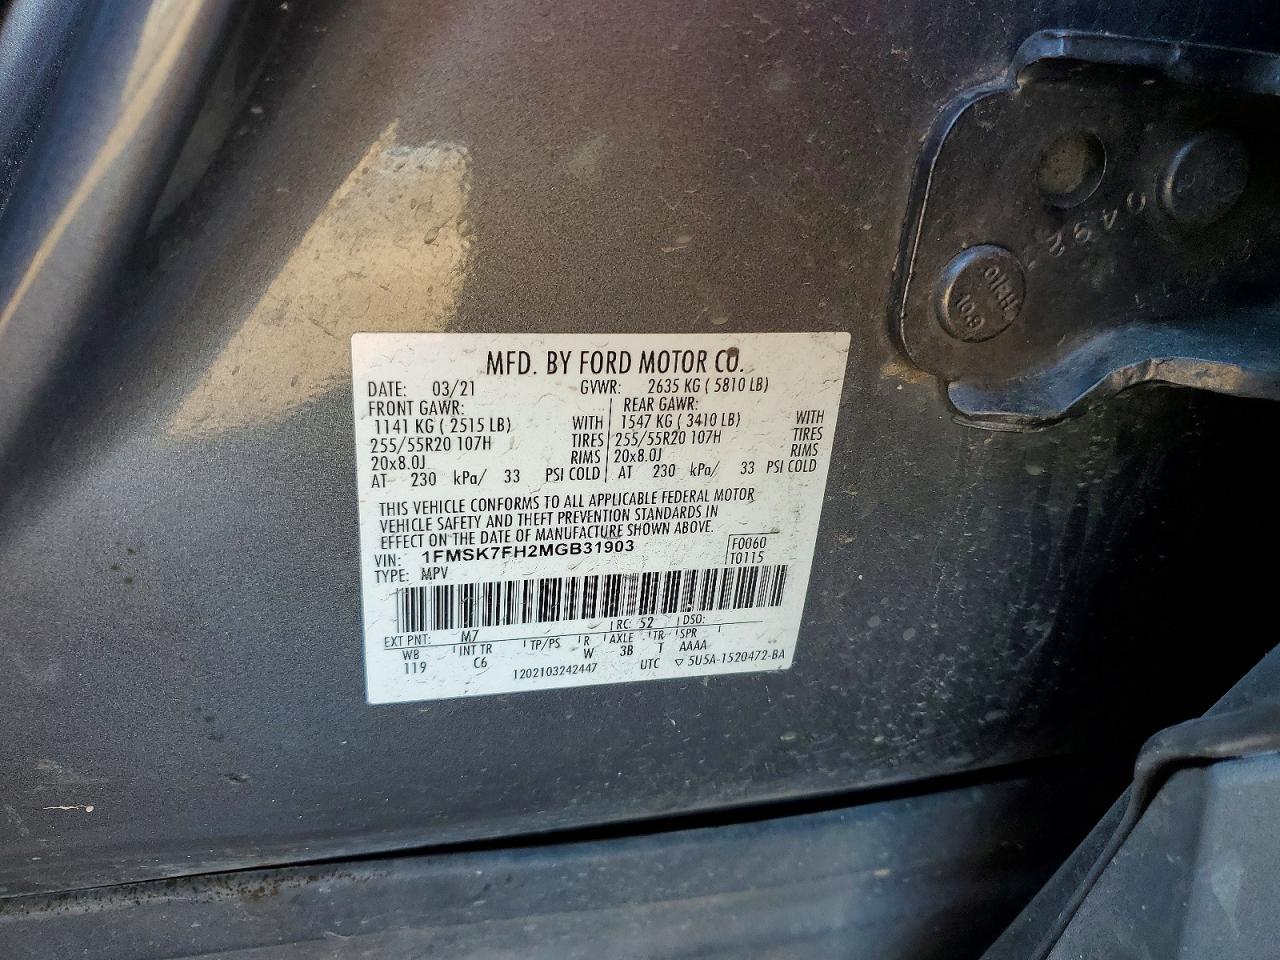 MFD. BY FORD MOTOR CO.
DATE: 03/21 GVWR: 2635 KG ( 5810 LB)
FRONT GAWR: REAR GAWR:
1141 KG ( 2515 LB) WITH 1547 KG ( 3410 LB) WITH
255/55R20 107H TIRES 255/55R20 107H TIRES
20x8.0J RIMS 20x8.0J RIMS
AT 230 kPa/ 33 PSI COLD AT 230 kPa/ 33 PSI COLD
THIS VEHICLE CONFORMS TO ALL APPLICABLE FEDERAL MOTOR
VEHICLE SAFETY AND THEFT PREVENTION STANDARDS IN
EFFECT ON THE DATE OF MANUFACTURE SHOWN ABOVE.
VIN: 1FMSK7FH2MGB31903 F0060
TYPE: MPV T0115
EXT PNT: M7 RC: 52 DSO:
WB INT TR TP/PS R AXLE TR SPR
119 C6 W 3B T AAAA
1202103242447 UTC ▽ 5U5A-1520472-BA
0492
109